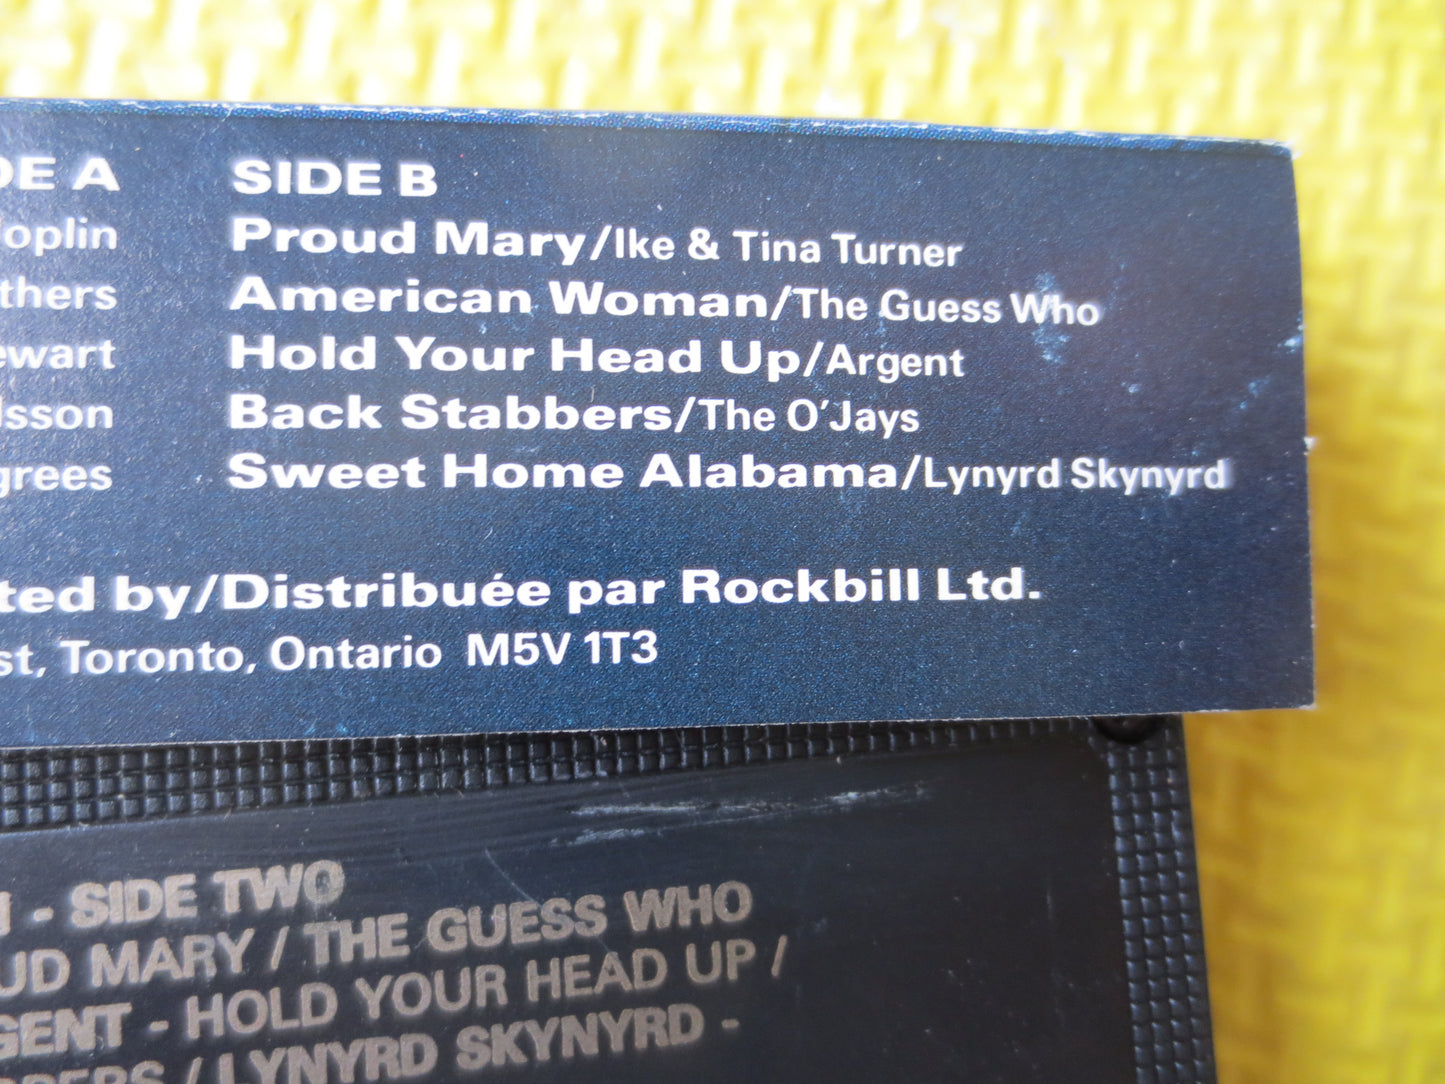 DE A
Joplin
thers
ewart
lsson
grees
SIDE B
Proud Mary/Ike & Tina Turner
American Woman/The Guess Who
Hold Your Head Up/Argent
Back Stabbers/The O'Jays
Sweet Home Alabama/Lynyrd Skynyrd
ted by/Distribuée par Rockbill Ltd.
st, Toronto, Ontario M5V 1T3
- SIDE TWO
UD MARY / THE GUESS WHO
GENT - HOLD YOUR HEAD UP /
BERS / LYNYRD SKYNYRD -